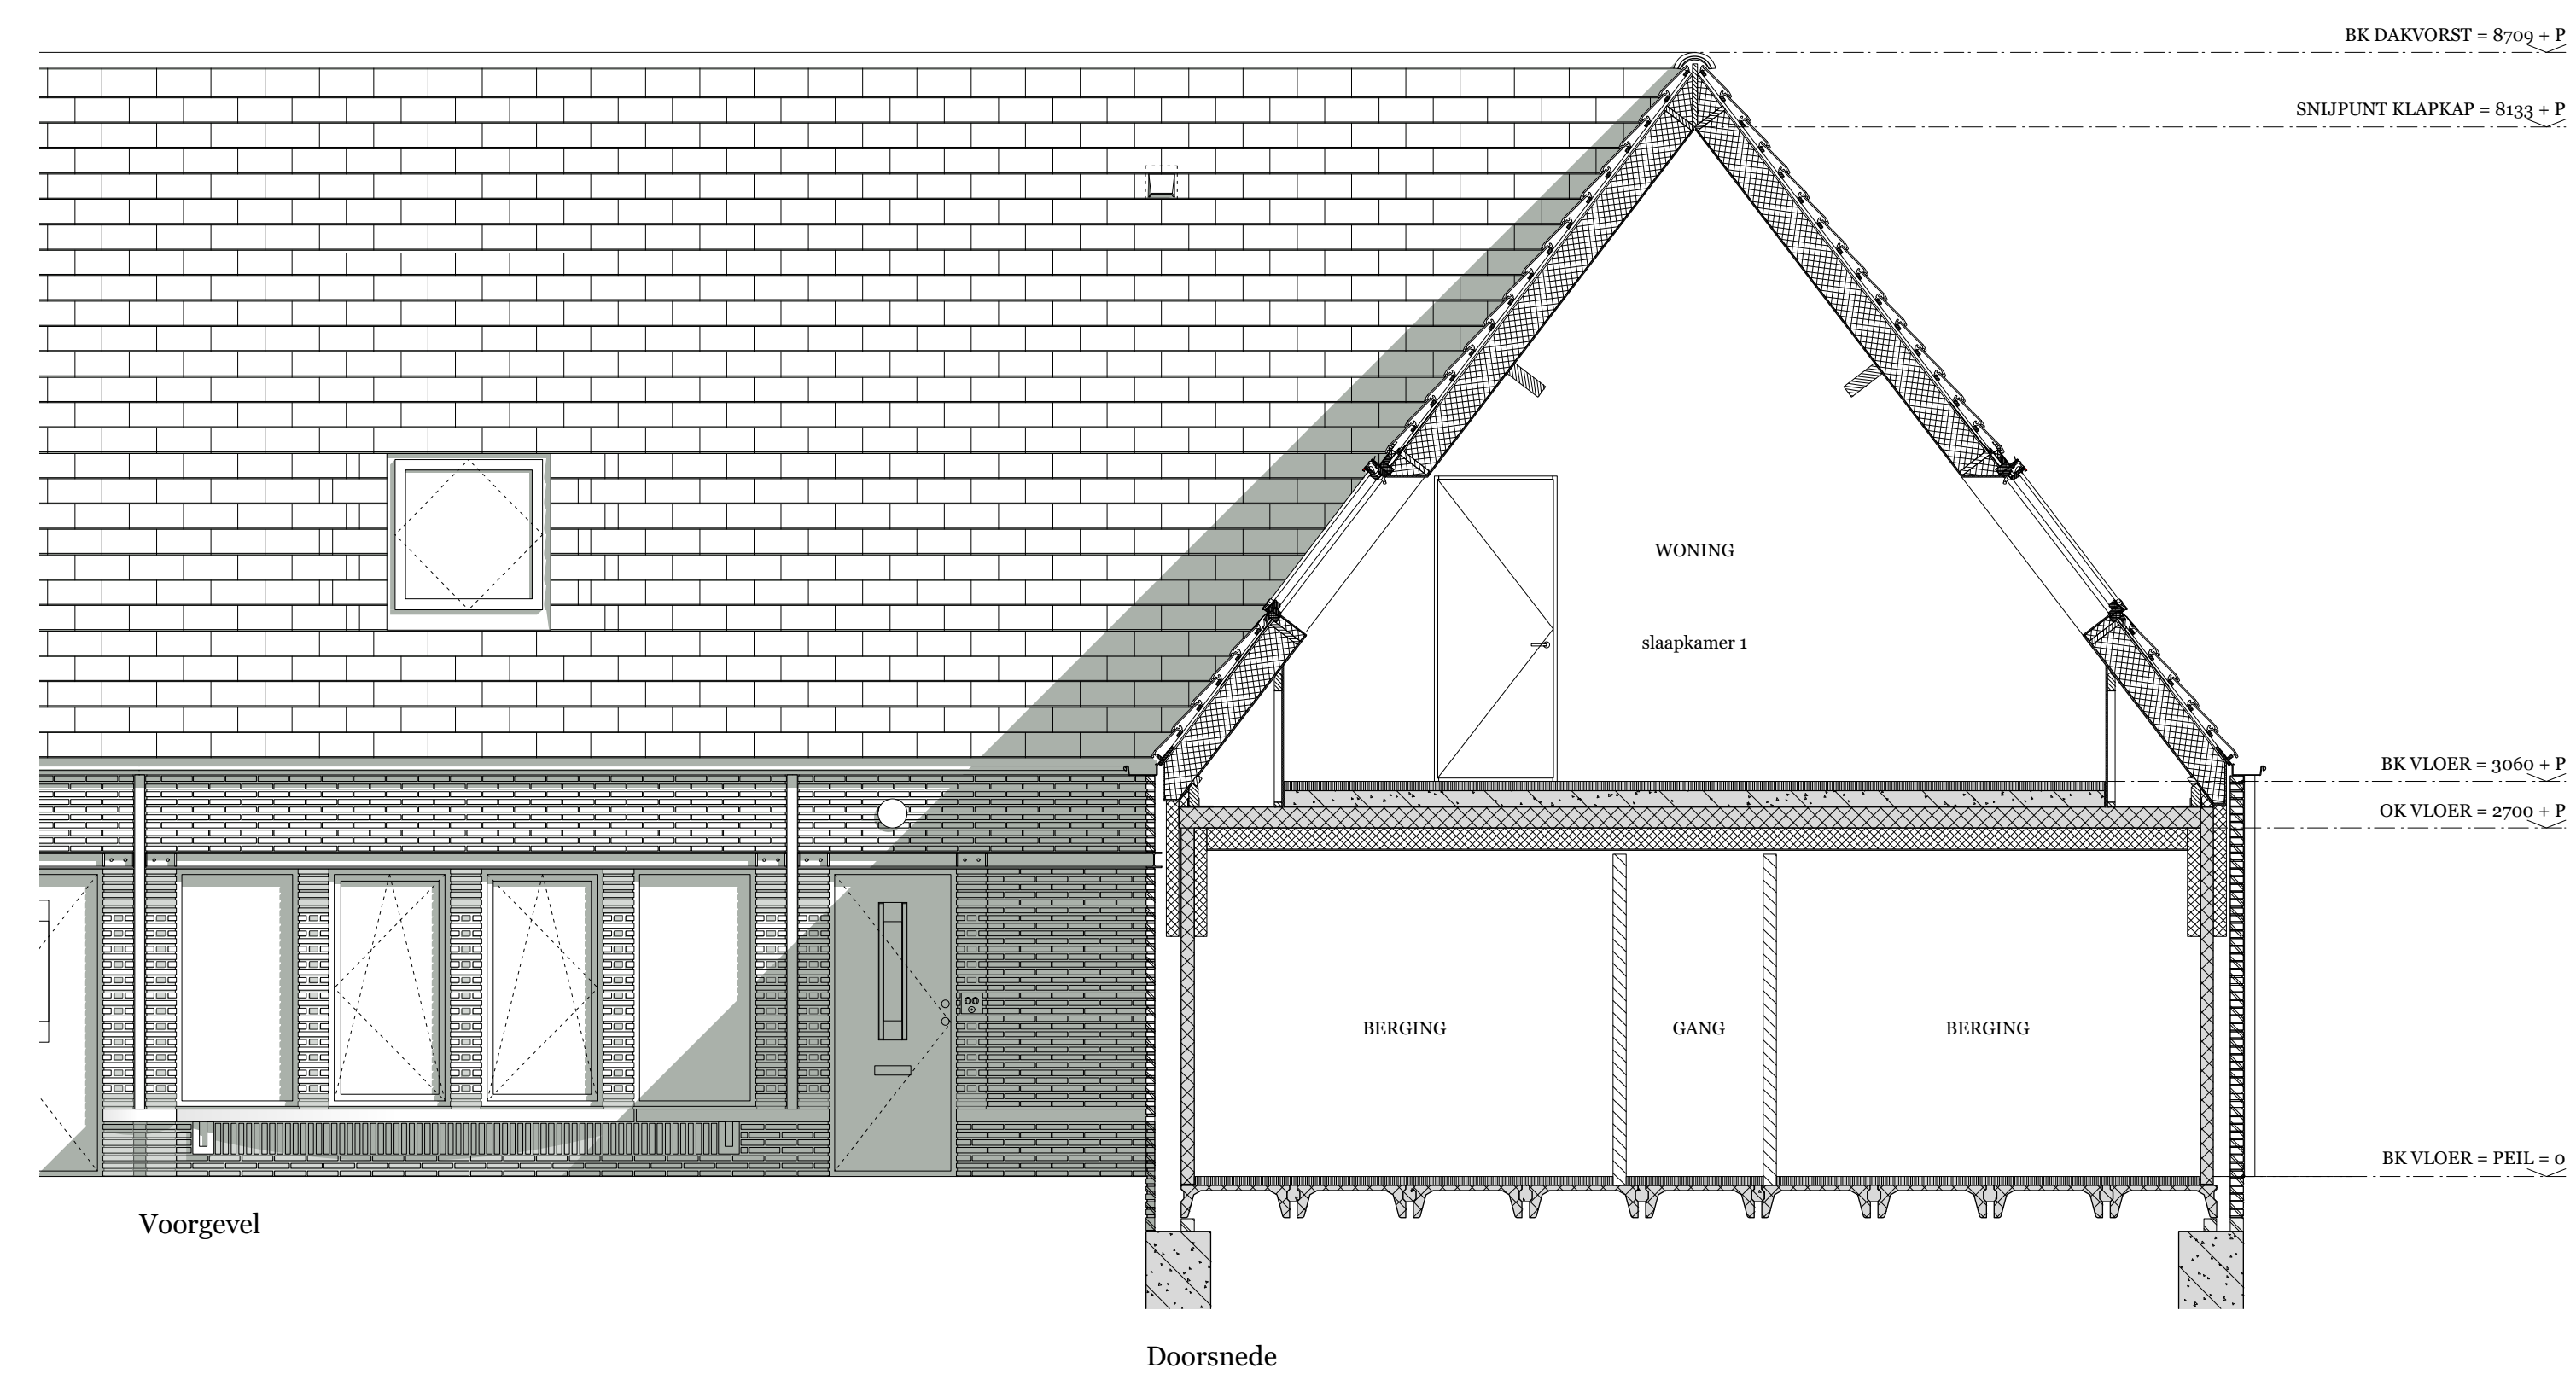 BK DAKVORST = 8709 + P
SNIJPUNT KLAPKAP = 8133 + P
WONING
slaapkamer 1
BK VLOER = 3060 + P
OK VLOER = 2700 + P
BERGING
GANG
BERGING
BK VLOER = PEIL = 0
Voorgevel
Doorsnede